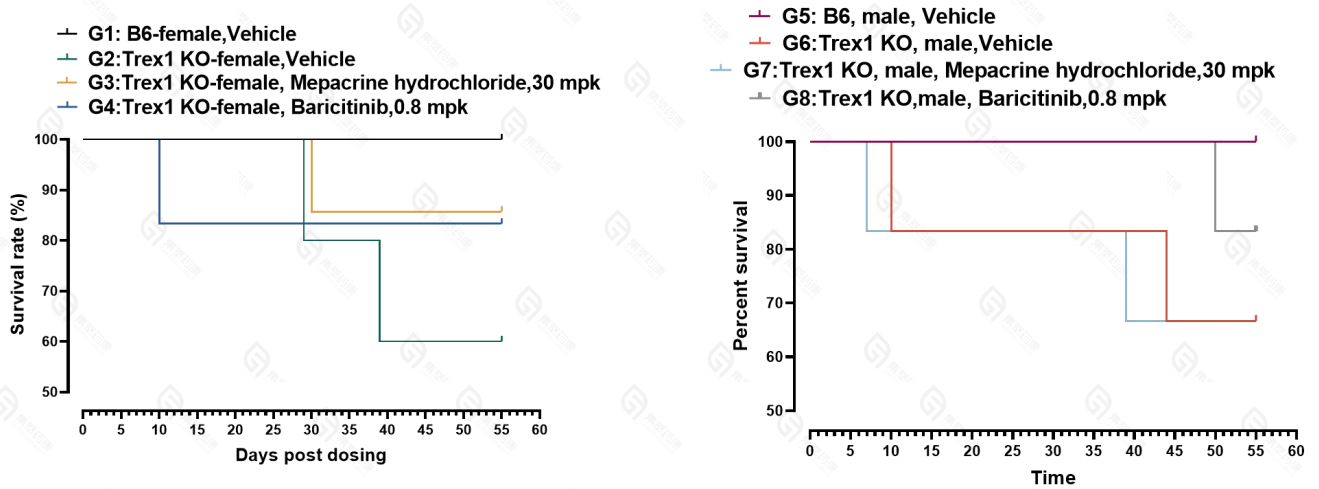 G1: B6-female,Vehicle
G2:Trex1 KO-female,Vehicle
G3:Trex1 KO-female, Mepacrine hydrochloride,30 mpk
G4:Trex1 KO-female, Baricitinib,0.8 mpk
100
90
80
70
60
50
Survival rate (%)
0 5 10 15 20 25 30 35 40 45 50 55 60
Days post dosing
G5: B6, male, Vehicle
G6:Trex1 KO, male,Vehicle
G7:Trex1 KO, male, Mepacrine hydrochloride,30 mpk
G8:Trex1 KO,male, Baricitinib,0.8 mpk
100
90
80
70
60
50
Percent survival
0 5 10 15 20 25 30 35 40 45 50 55 60
Time